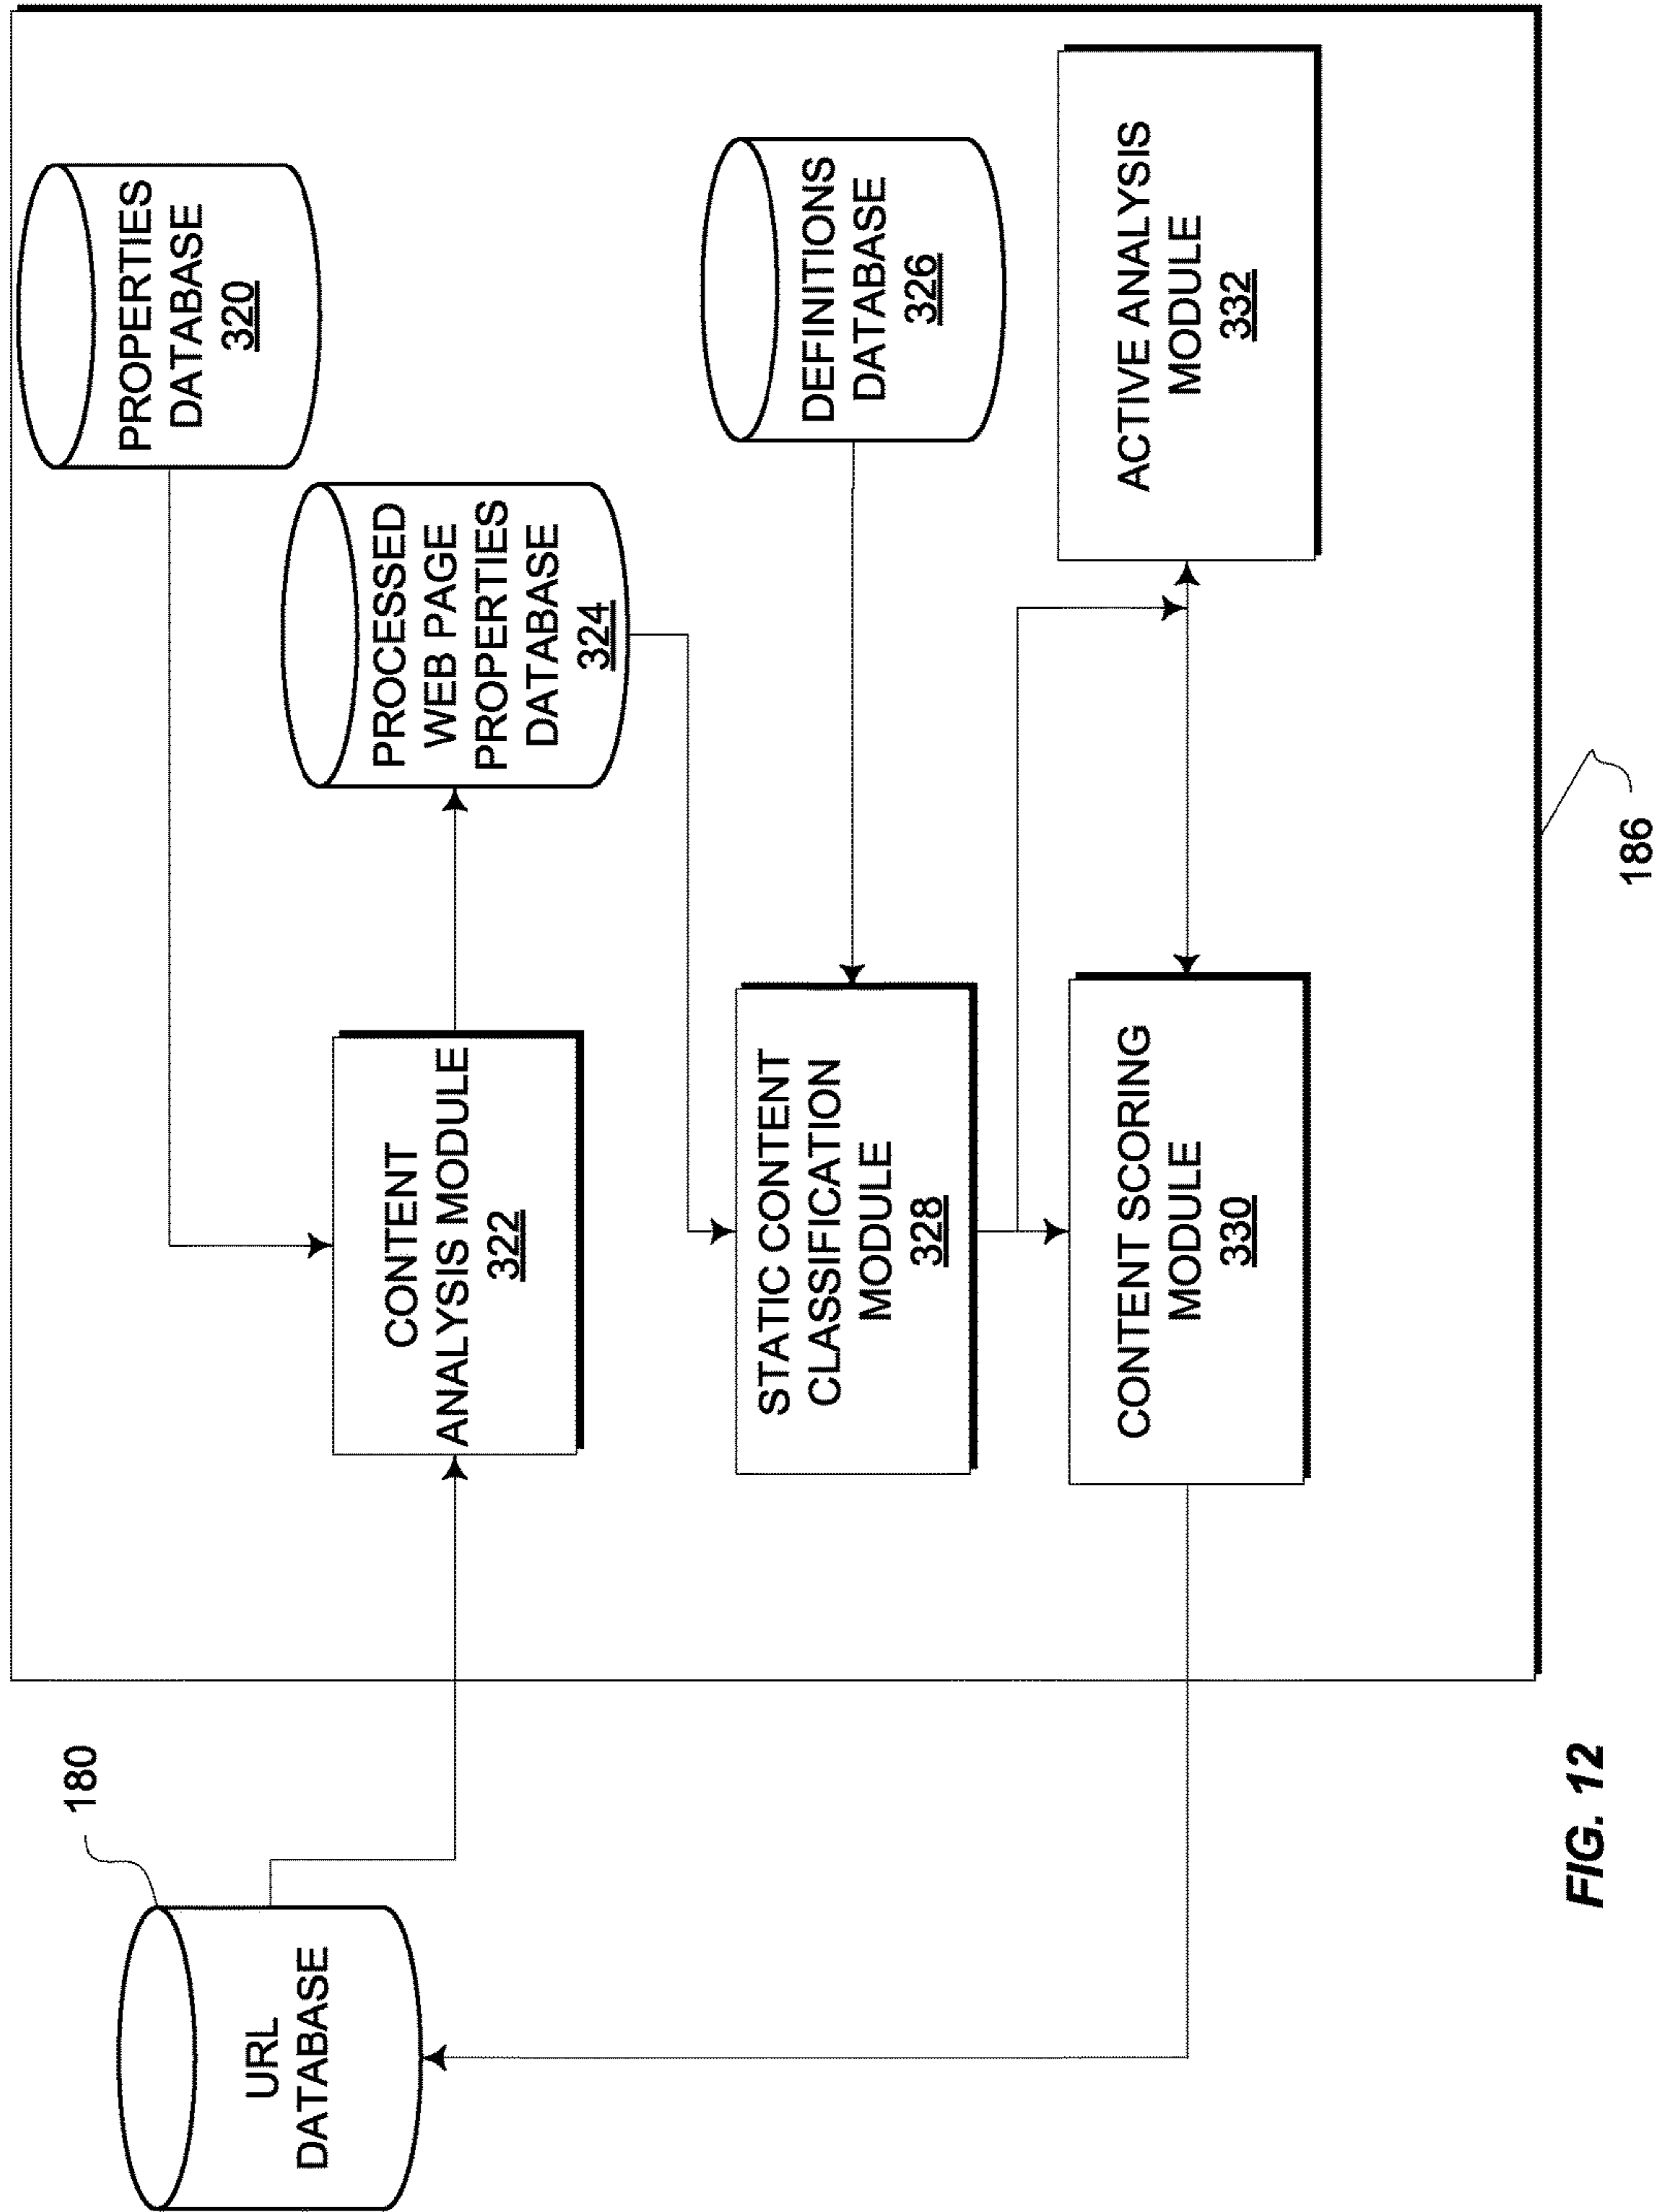 180
URL
DATABASE
PROPERTIES
DATABASE
320
CONTENT
ANALYSIS MODULE
322
PROCESSED
WEB PAGE
PROPERTIES
DATABASE
324
STATIC CONTENT
CLASSIFICATION
MODULE
328
DEFINITIONS
DATABASE
326
CONTENT SCORING
MODULE
330
ACTIVE ANALYSIS
MODULE
332
186
FIG. 12